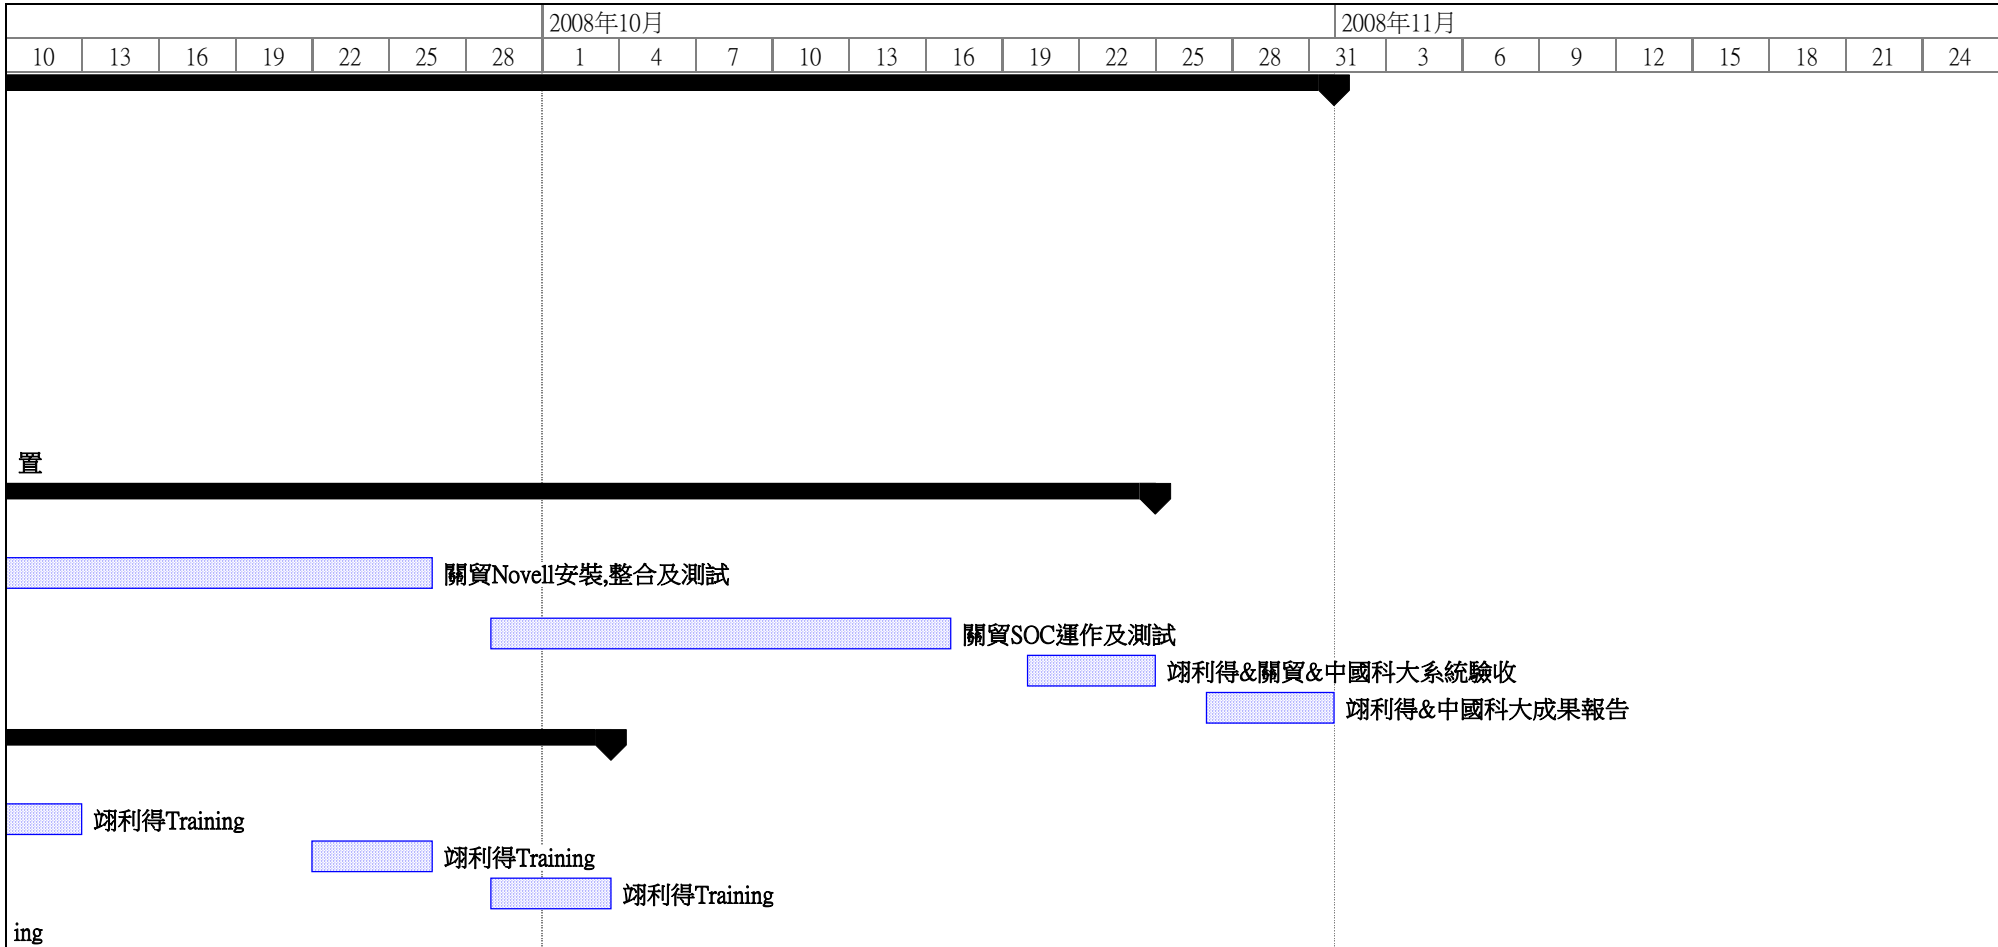 2008年10月 2008年11月
10 13 16 19 22 25 28 1 4 7 10 13 16 19 22 25 28 31 3 6 9 12 15 18 21 24
置
關貿Novell安裝,整合及測試
關貿SOC運作及測試
翊利得&關貿&中國科大系統驗收
翊利得&中國科大成果報告
翊利得Training
翊利得Training
翊利得Training
ing